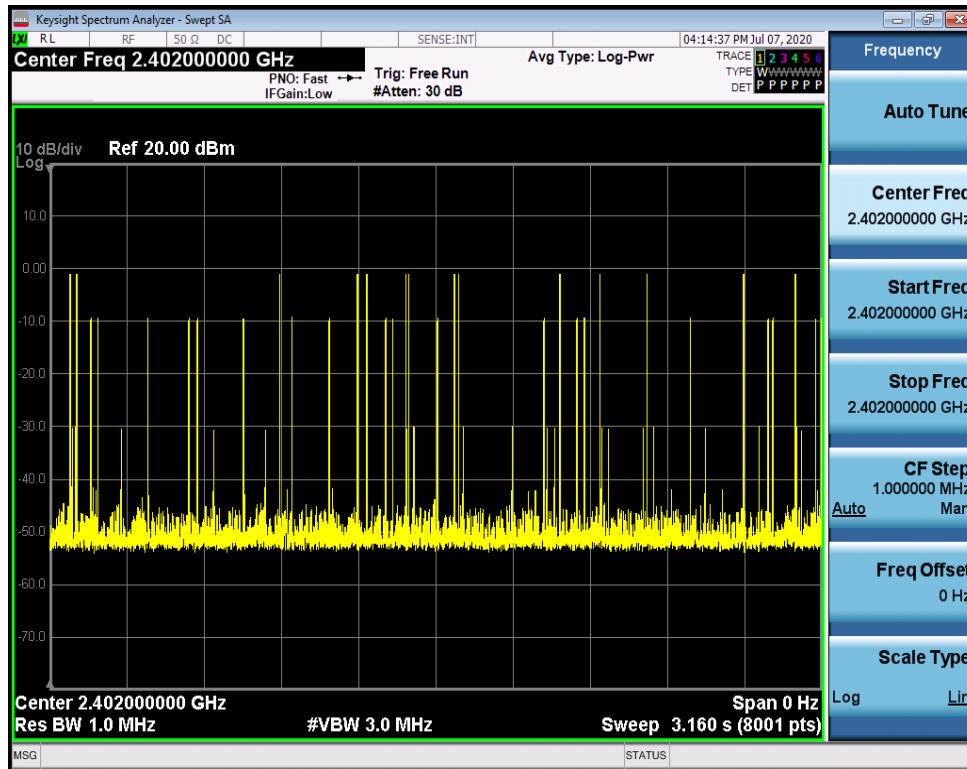 Keysight Spectrum Analyzer - Swept SA
LXI RL RF 50 Ω DC SENSE:INT 04:14:37 PM Jul 07, 2020
Center Freq 2.402000000 GHz
PNO: Fast
IFGain:Low
Trig: Free Run
#Atten: 30 dB
Avg Type: Log-Pwr
TRACE 1 2 3 4 5 6
TYPE WWWWWW
DET P P P P P P
10 dB/div Ref 20.00 dBm
Log
10.0
0.00
-10.0
-20.0
-30.0
-40.0
-50.0
-60.0
-70.0
Center 2.402000000 GHz Span 0 Hz
Res BW 1.0 MHz #VBW 3.0 MHz Sweep 3.160 s (8001 pts)
MSG STATUS
Frequency
Auto Tune
Center Freq
2.402000000 GHz
Start Freq
2.402000000 GHz
Stop Freq
2.402000000 GHz
CF Step
1.000000 MHz
Auto Man
Freq Offset
0 Hz
Scale Type
Log Lin